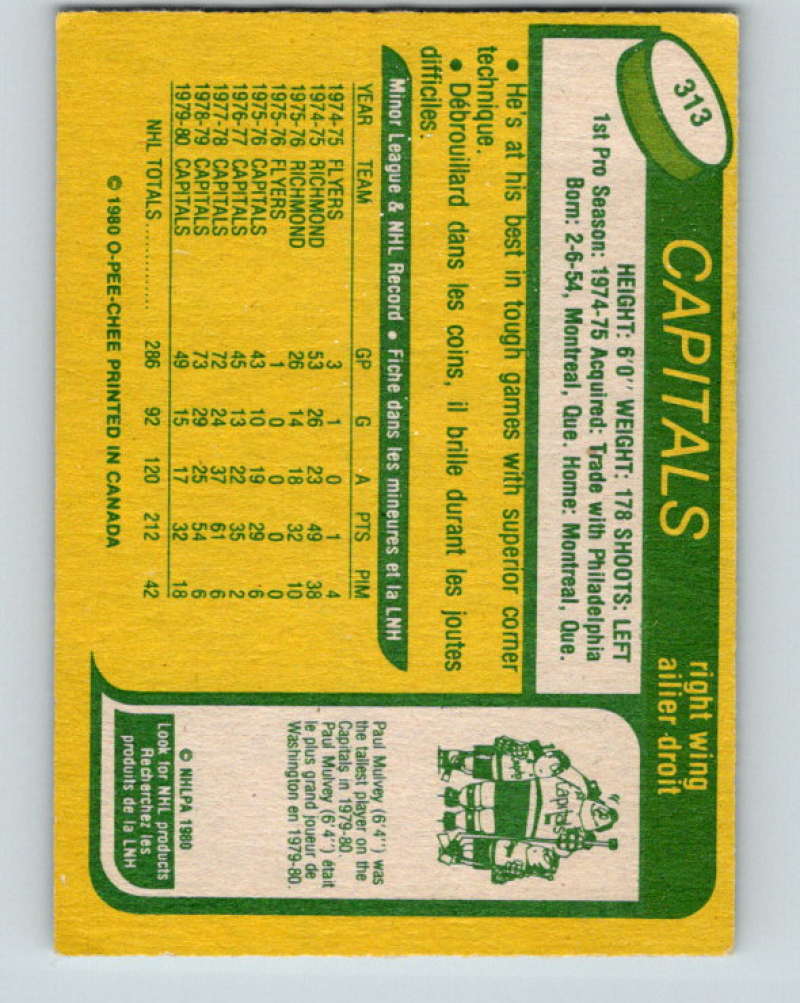 313
CAPITALS
right wing
ailier droit
HEIGHT: 6'0" WEIGHT: 178 SHOOTS: LEFT
1st Pro Season: 1974-75 Acquired: Trade with Philadelphia
Born: 2-6-54, Montreal, Que. Home: Montreal, Que.
• He's at his best in tough games with superior corner
technique.
• Débrouillard dans les coins, il brille durant les joutes
difficiles.
Minor League & NHL Record • Fiche dans les mineures et la LNH
YEAR TEAM GP G A PTS PIM
1974-75 FLYERS 3 1 0 1 4
1974-75 RICHMOND 53 26 23 49 38
1975-76 RICHMOND 26 14 18 32 10
1975-76 FLYERS 1 0 0 0 0
1975-76 CAPITALS 43 10 19 29 6
1976-77 CAPITALS 45 13 22 35 2
1977-78 CAPITALS 72 24 37 61 6
1978-79 CAPITALS 73 29 25 54 6
1979-80 CAPITALS 49 15 17 32 18
NHL TOTALS.............. 286 92 120 212 42
© 1980 O-PEE-CHEE PRINTED IN CANADA
Capitals
Paul Mulvey (6'4") was
the tallest player on the
Capitals in 1979-80.
Paul Mulvey (6'4") était
le plus grand joueur de
Washington en 1979-80.
© NHLPA 1980
Look for NHL products
Recherchez les
produits de la LNH